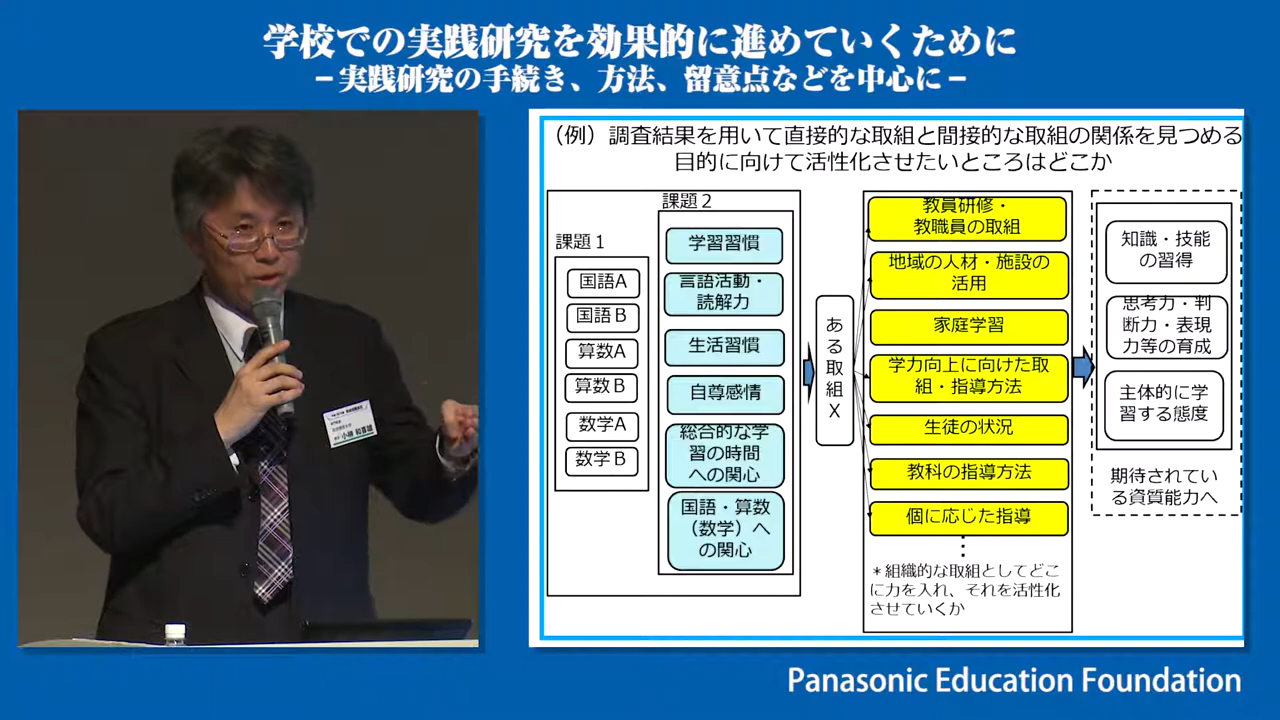 学校での実践研究を効果的に進めていくために
－実践研究の手続き、方法、留意点などを中心に－
（例）調査結果を用いて直接的な取組と間接的な取組の関係を見つめる
目的に向けて活性化させたいところはどこか
課題１
国語A
国語Ｂ
算数A
算数Ｂ
数学A
数学Ｂ
課題２
学習習慣
言語活動・
読解力
生活習慣
自尊感情
総合的な学
習の時間
への関心
国語・算数
（数学）へ
の関心
ある取組X
教員研修・
教職員の取組
地域の人材・施設の
活用
家庭学習
学力向上に向けた取
組・指導方法
生徒の状況
教科の指導方法
個に応じた指導
⋮
＊組織的な取組としてどこ
に力を入れ、それを活性化
させていくか
知識・技能
の習得
思考力・判
断力・表現
力等の育成
主体的に学
習する態度
期待されてい
る資質能力へ
小柳 和喜雄
Panasonic Education Foundation